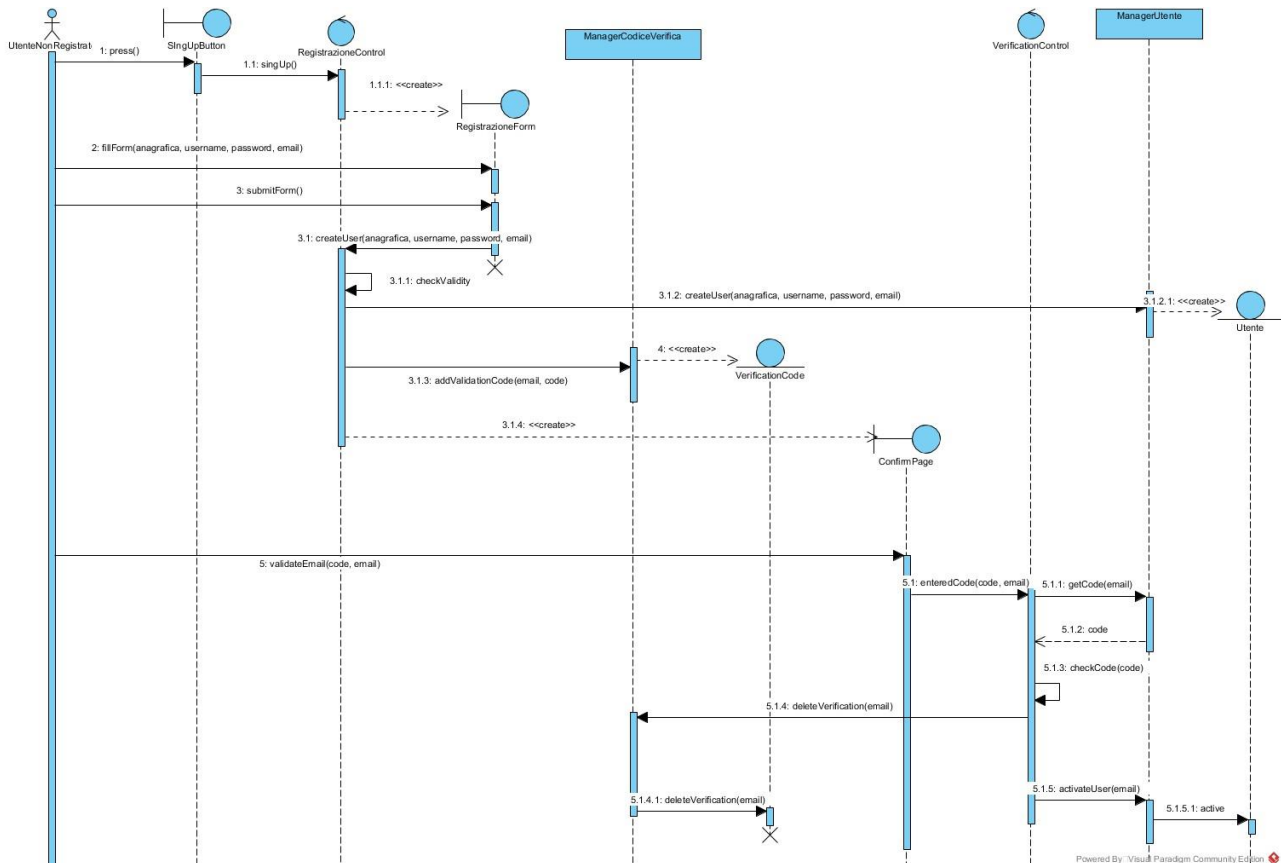 UtenteNonRegistrat
SIngUpButton
RegistrazioneControl
ManagerCodiceVerifica
VerificationControl
ManagerUtente
1: press()
1.1: singUp()
1.1.1: <<create>>
RegistrazioneForm
2: fillForm(anagrafica, username, password, email)
3: submitForm()
3.1: createUser(anagrafica, username, password, email)
3.1.1: checkValidity
3.1.2: createUser(anagrafica, username, password, email)
3.1.2.1: <<create>>
Utente
4: <<create>>
VerificationCode
3.1.3: addValidationCode(email, code)
3.1.4: <<create>>
ConfirmPage
5: validateEmail(code, email)
5.1: enteredCode(code, email)
5.1.1: getCode(email)
5.1.2: code
5.1.3: checkCode(code)
5.1.4: deleteVerification(email)
5.1.4.1: deleteVerification(email)
5.1.5: activateUser(email)
5.1.5.1: active
Powered By Visual Paradigm Community Edition